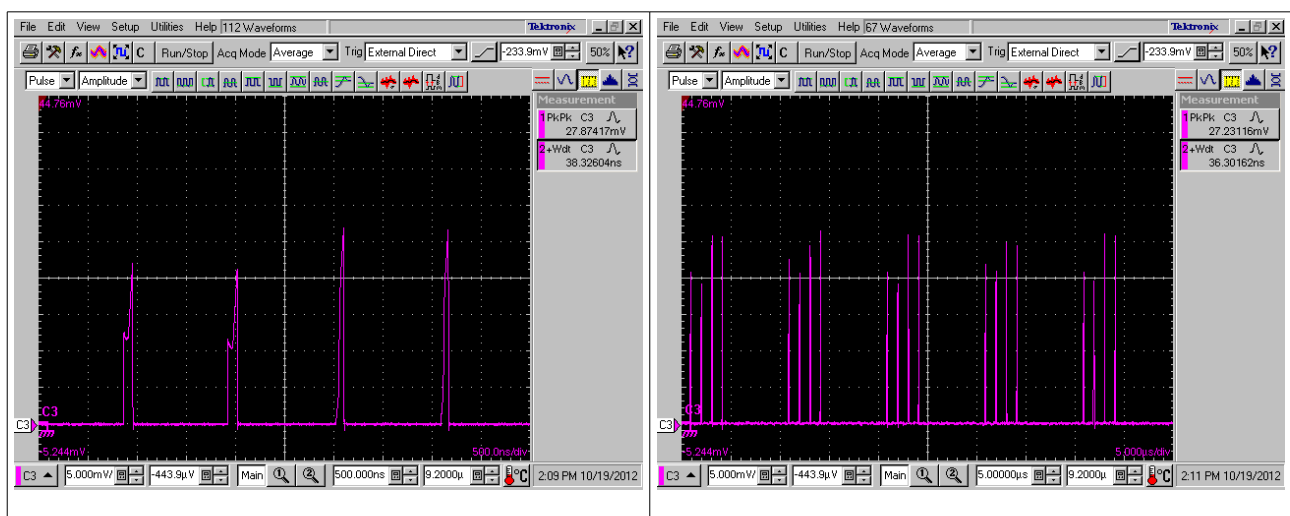 File Edit View Setup Utilities Help 112 Waveforms Tektronix
Run/Stop Acq Mode Average Trig External Direct -233.9mV 50%
Pulse Amplitude
44.76mV
Measurement
1 PkPk C3
27.87417mV
2 +Wdt C3
38.32604ns
C3
C3
-5.244mV 500.0ns/div
C3 5.000mV/ -443.9µV Main 500.000ns 9.2000µ °C 2:09 PM 10/19/2012
File Edit View Setup Utilities Help 67 Waveforms Tektronix
Run/Stop Acq Mode Average Trig External Direct -233.9mV 50%
Pulse Amplitude
44.76mV
Measurement
1 PkPk C3
27.23116mV
2 +Wdt C3
36.30162ns
C3
C3
-5.244mV 5.000µs/div
C3 5.000mV/ -443.9µV Main 5.00000µs 9.2000µ °C 2:11 PM 10/19/2012